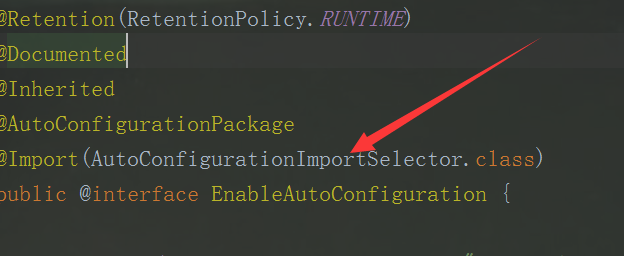 @Retention(RetentionPolicy.RUNTIME)
@Documented
@Inherited
@AutoConfigurationPackage
@Import(AutoConfigurationImportSelector.class)
public @interface EnableAutoConfiguration {